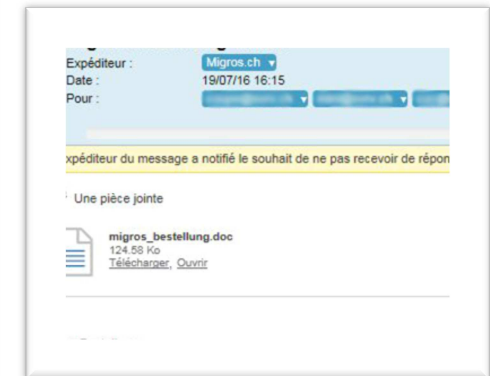 Expéditeur :
Migros.ch
Date :
19/07/16 16:15
Pour :
xpéditeur du message a notifié le souhait de ne pas recevoir de répon
Une pièce jointe
migros_bestellung.doc
124.58 Ko
Télécharger, Ouvrir